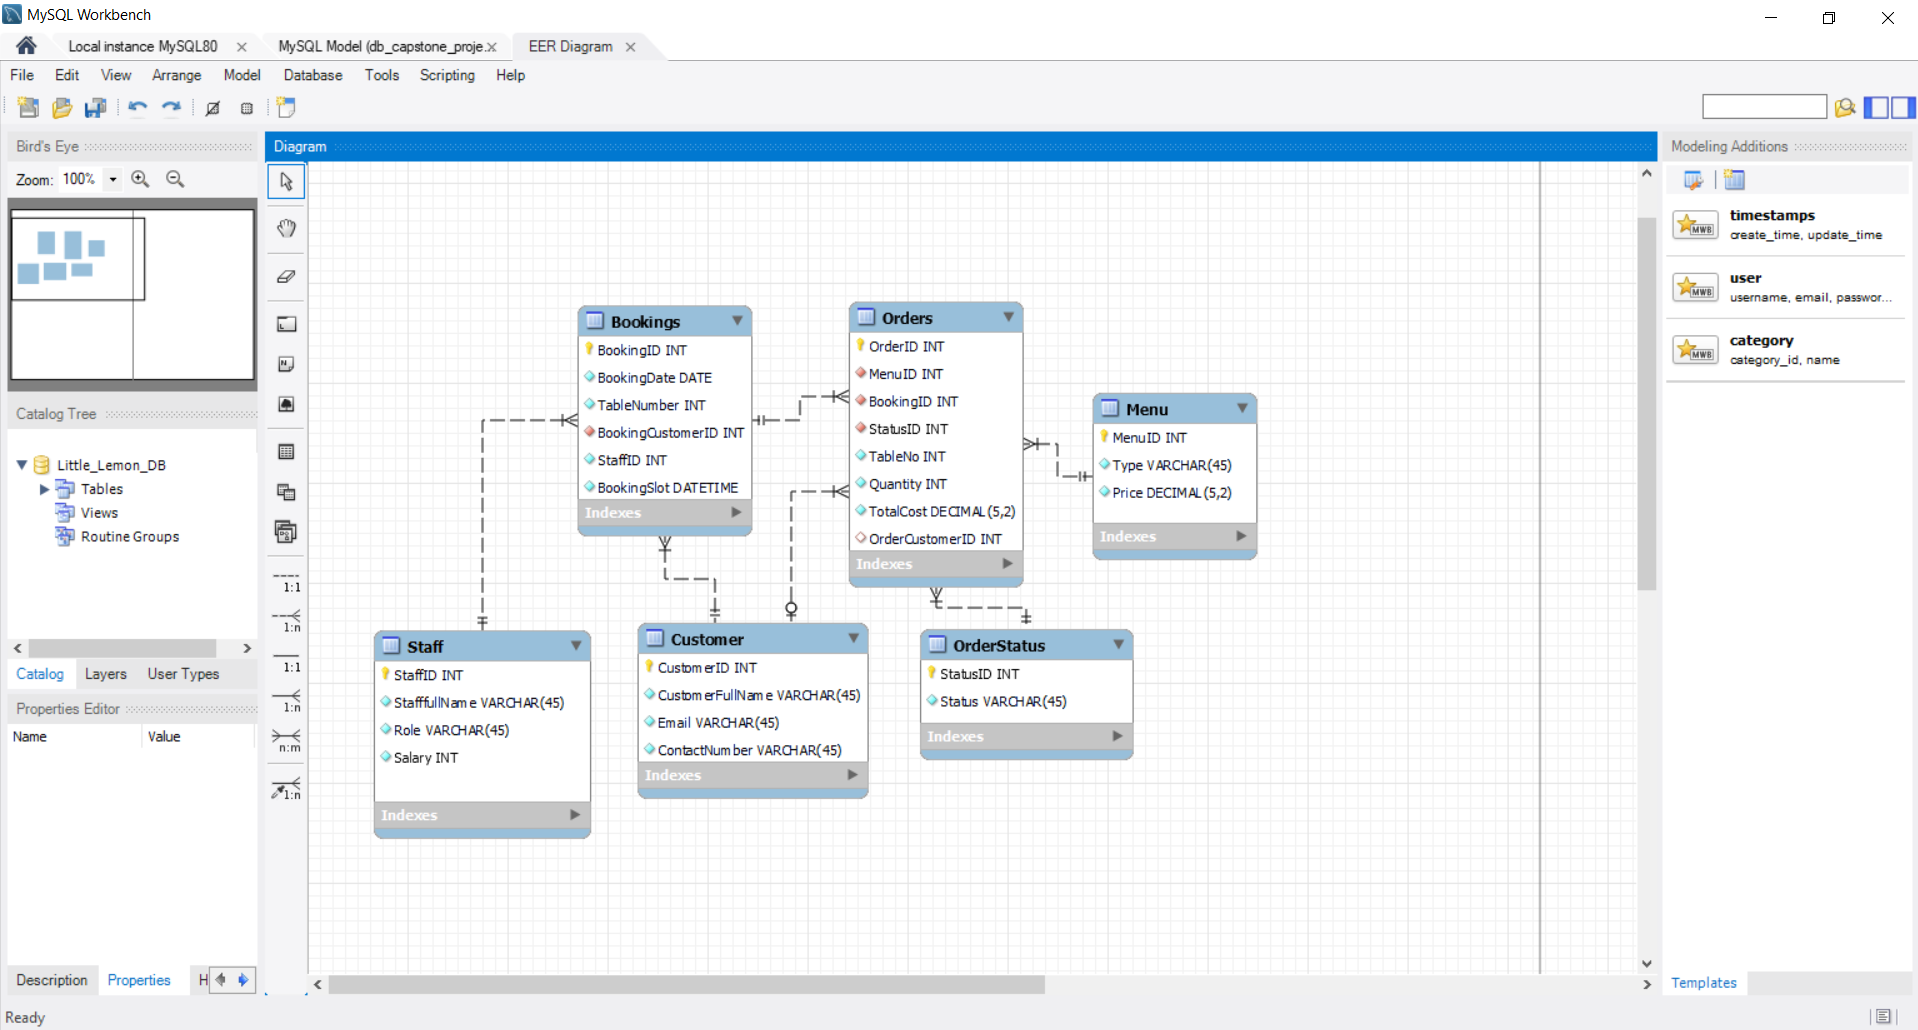 MySQL Workbench
Local instance MySQL80
MySQL Model (db_capstone_proje.
EER Diagram
File Edit View Arrange Model Database Tools Scripting Help
Bird's Eye
Zoom: 100%
Catalog Tree
Little_Lemon_DB
Tables
Views
Routine Groups
Catalog Layers User Types
Properties Editor
Name Value
Description Properties H
Ready
1:1
1:n
1:1
1:n
n:m
1:n
Diagram
Bookings
BookingID INT
BookingDate DATE
TableNumber INT
BookingCustomerID INT
StaffID INT
BookingSlot DATETIME
Indexes
Orders
OrderID INT
MenuID INT
BookingID INT
StatusID INT
TableNo INT
Quantity INT
TotalCost DECIMAL(5,2)
OrderCustomerID INT
Indexes
Menu
MenuID INT
Type VARCHAR(45)
Price DECIMAL(5,2)
Indexes
Staff
StaffID INT
StafffullName VARCHAR(45)
Role VARCHAR(45)
Salary INT
Indexes
Customer
CustomerID INT
CustomerFullName VARCHAR(45)
Email VARCHAR(45)
ContactNumber VARCHAR(45)
Indexes
OrderStatus
StatusID INT
Status VARCHAR(45)
Indexes
Modeling Additions
MWB
timestamps
create_time, update_time
MWB
user
username, email, passwor...
MWB
category
category_id, name
Templates